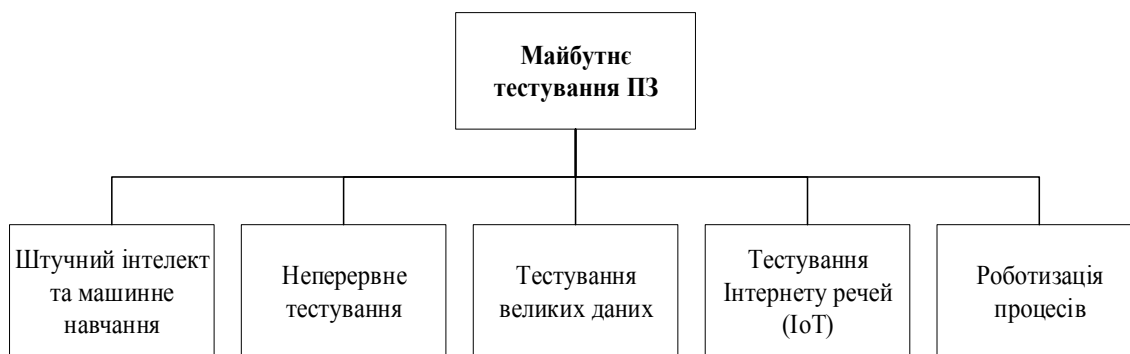 Майбутнє
тестування ПЗ
Штучний інтелект
та машинне
навчання
Неперервне
тестування
Тестування
великих даних
Тестування
Інтернету речей
(IoT)
Роботизація
процесів